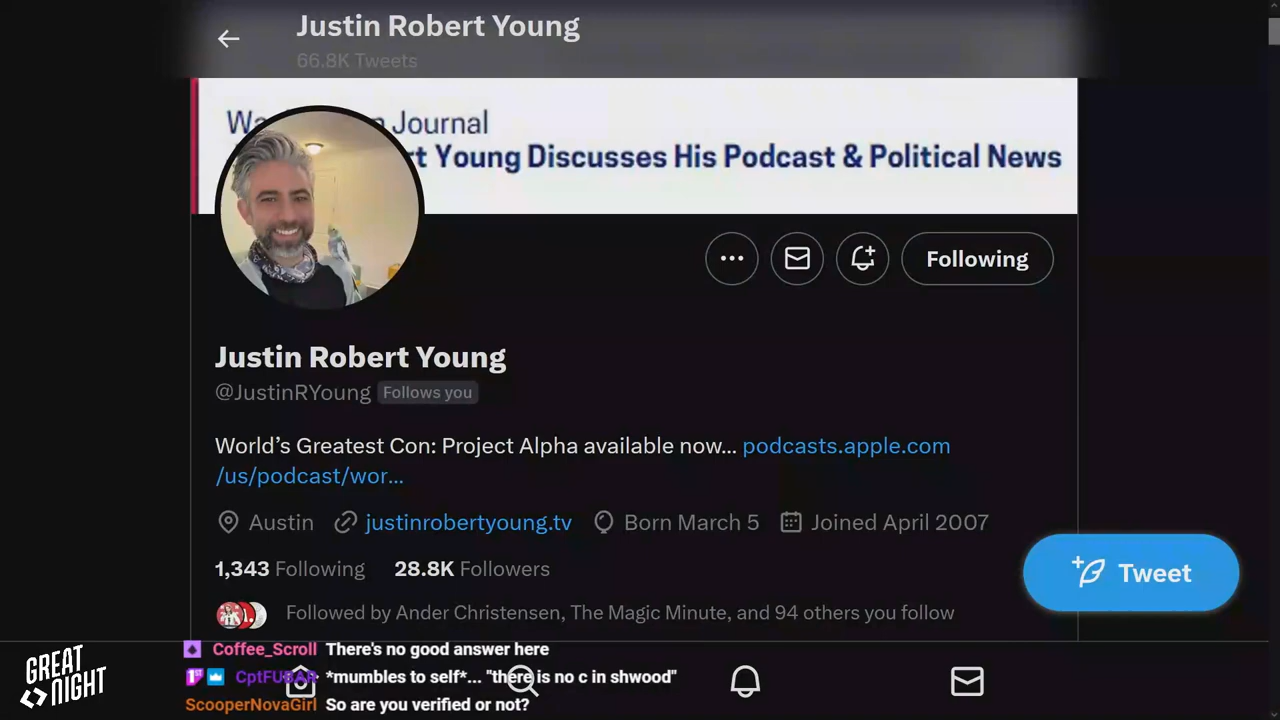 Justin Robert Young
66.8K Tweets
Journal
rt Young Discusses His Podcast & Political News
Following
Justin Robert Young
@JustinRYoung Follows you
World’s Greatest Con: Project Alpha available now... podcasts.apple.com
/us/podcast/wor...
Austin justinrobertyoung.tv Born March 5 Joined April 2007
1,343 Following 28.8K Followers
Tweet
Followed by Ander Christensen, The Magic Minute, and 94 others you follow
GREAT
NIGHT
Coffee_Scroll There's no good answer here
1st CptFUBAR *mumbles to self*... "there is no c in shwood"
ScooperNovaGirl So are you verified or not?